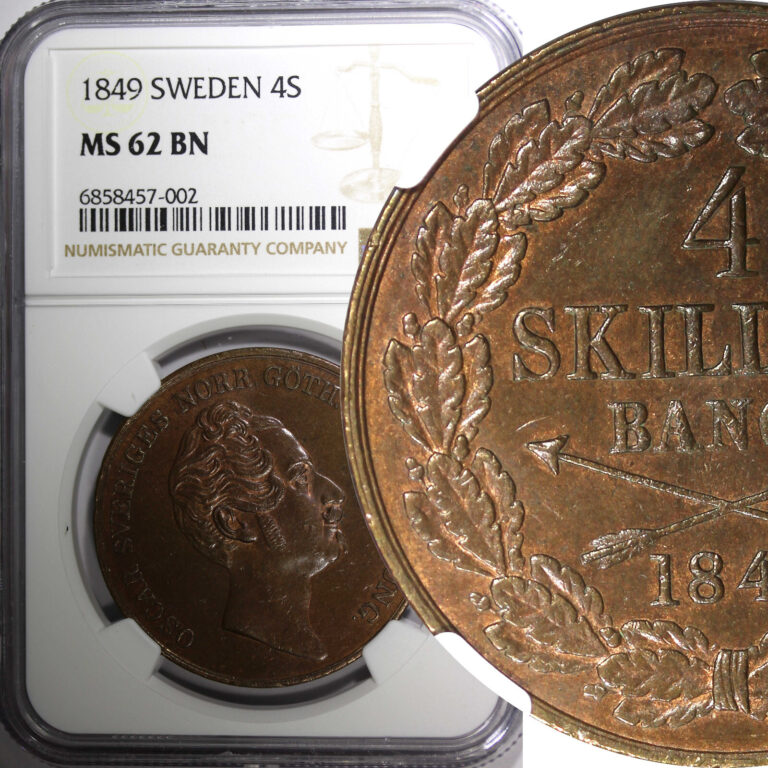 1849 SWEDEN 4S
MS 62 BN
6858457-002
NUMISMATIC GUARANTY COMPANY
OSCAR SVERIGES NORR. GÖTH
NG.
4
SKILL
BANC
184